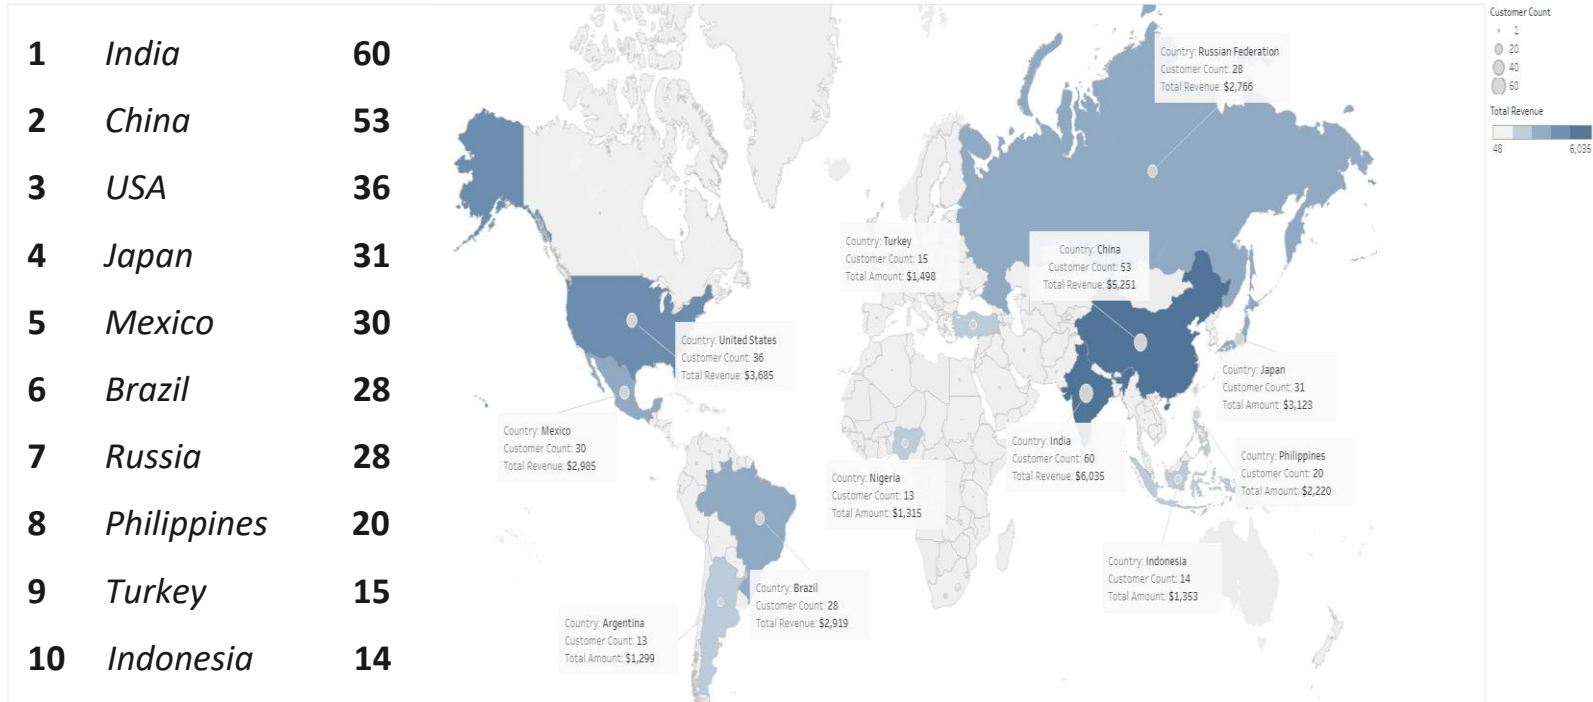 1 India 60
2 China 53
3 USA 36
4 Japan 31
5 Mexico 30
6 Brazil 28
7 Russia 28
8 Philippines 20
9 Turkey 15
10 Indonesia 14
Country: Russian Federation
Customer Count: 28
Total Revenue: $2,766
Country: Turkey
Customer Count: 15
Total Amount: $1,498
Country: China
Customer Count: 53
Total Revenue: $5,251
Country: United States
Customer Count: 36
Total Revenue: $3,685
Country: Japan
Customer Count: 31
Total Amount: $3,123
Country: Mexico
Customer Count: 30
Total Revenue: $2,985
Country: India
Customer Count: 60
Total Revenue: $6,035
Country: Philippines
Customer Count: 20
Total Amount: $2,220
Country: Nigeria
Customer Count: 13
Total Amount: $1,315
Country: Indonesia
Customer Count: 14
Total Amount: $1,353
Country: Brazil
Customer Count: 28
Total Revenue: $2,919
Country: Argentina
Customer Count: 13
Total Amount: $1,299
Customer Count
1
20
40
60
Total Revenue
48 6,035